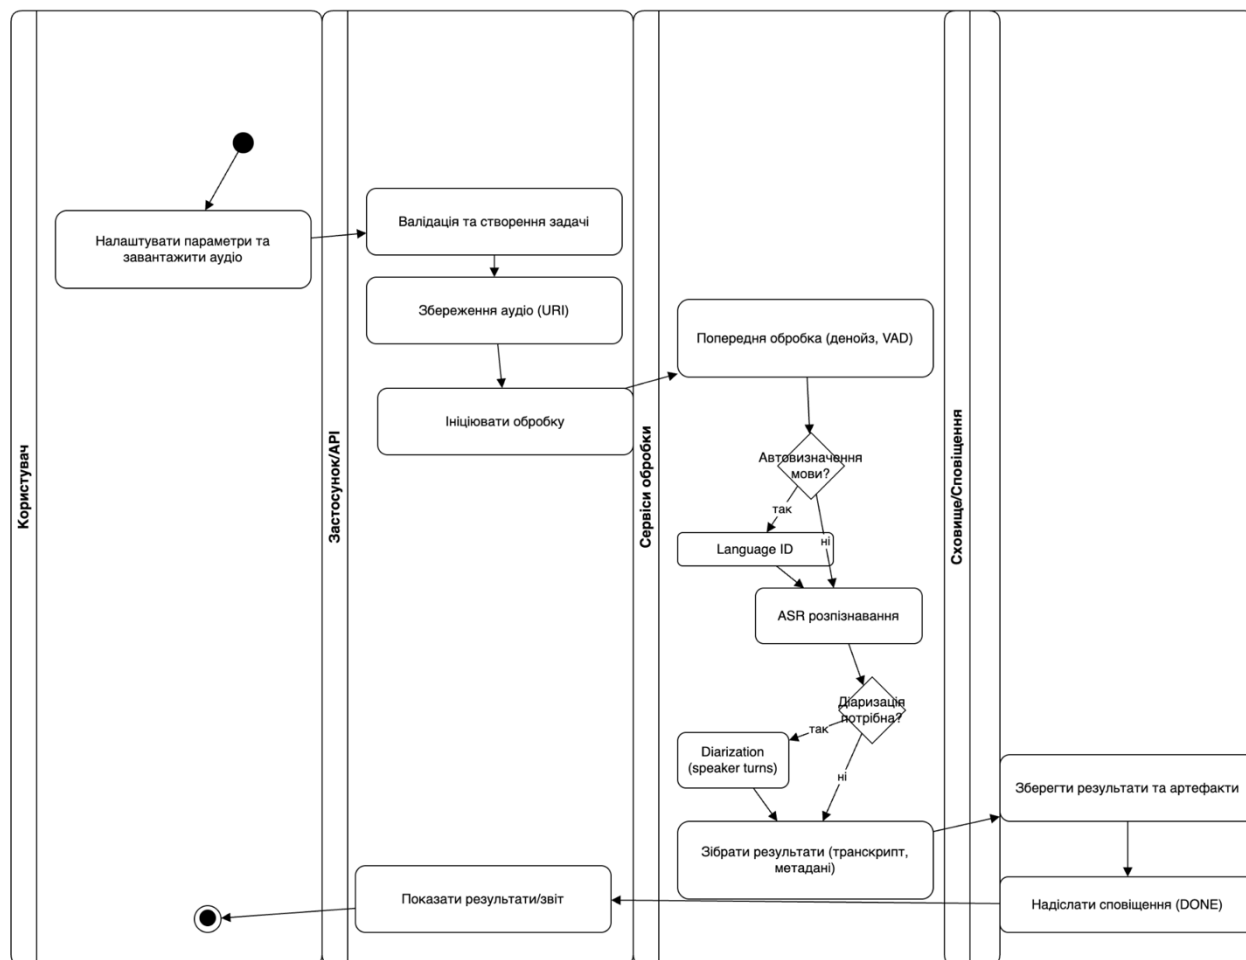 Користувач
Налаштувати параметри та
завантажити аудіо
Застосунок/API
Валідація та створення задачі
Збереження аудіо (URI)
Ініціювати обробку
Показати результати/звіт
Сервіси обробки
Попередня обробка (денойз, VAD)
Автовизначення
мови?
так
ні
Language ID
ASR розпізнавання
Діаризація
потрібна?
так
ні
Diarization
(speaker turns)
Зібрати результати (транскрипт,
метадані)
Сховище/Сповіщення
Зберегти результати та артефакти
Надіслати сповіщення (DONE)